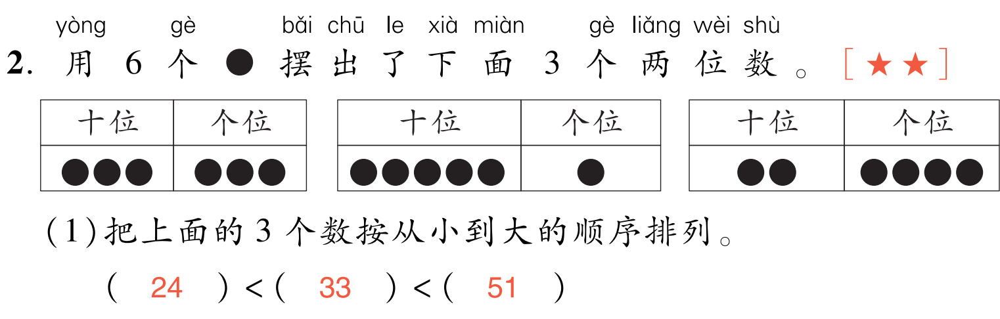 yòng gè bǎi chū le xià miàn gè liǎng wèi shù
2. 用 6 个 ● 摆出了下面 3 个两位数。[★★]
十位 个位 十位 个位 十位 个位
(1)把上面的 3 个数按从小到大的顺序排列。
( 24 ) < ( 33 ) < ( 51 )